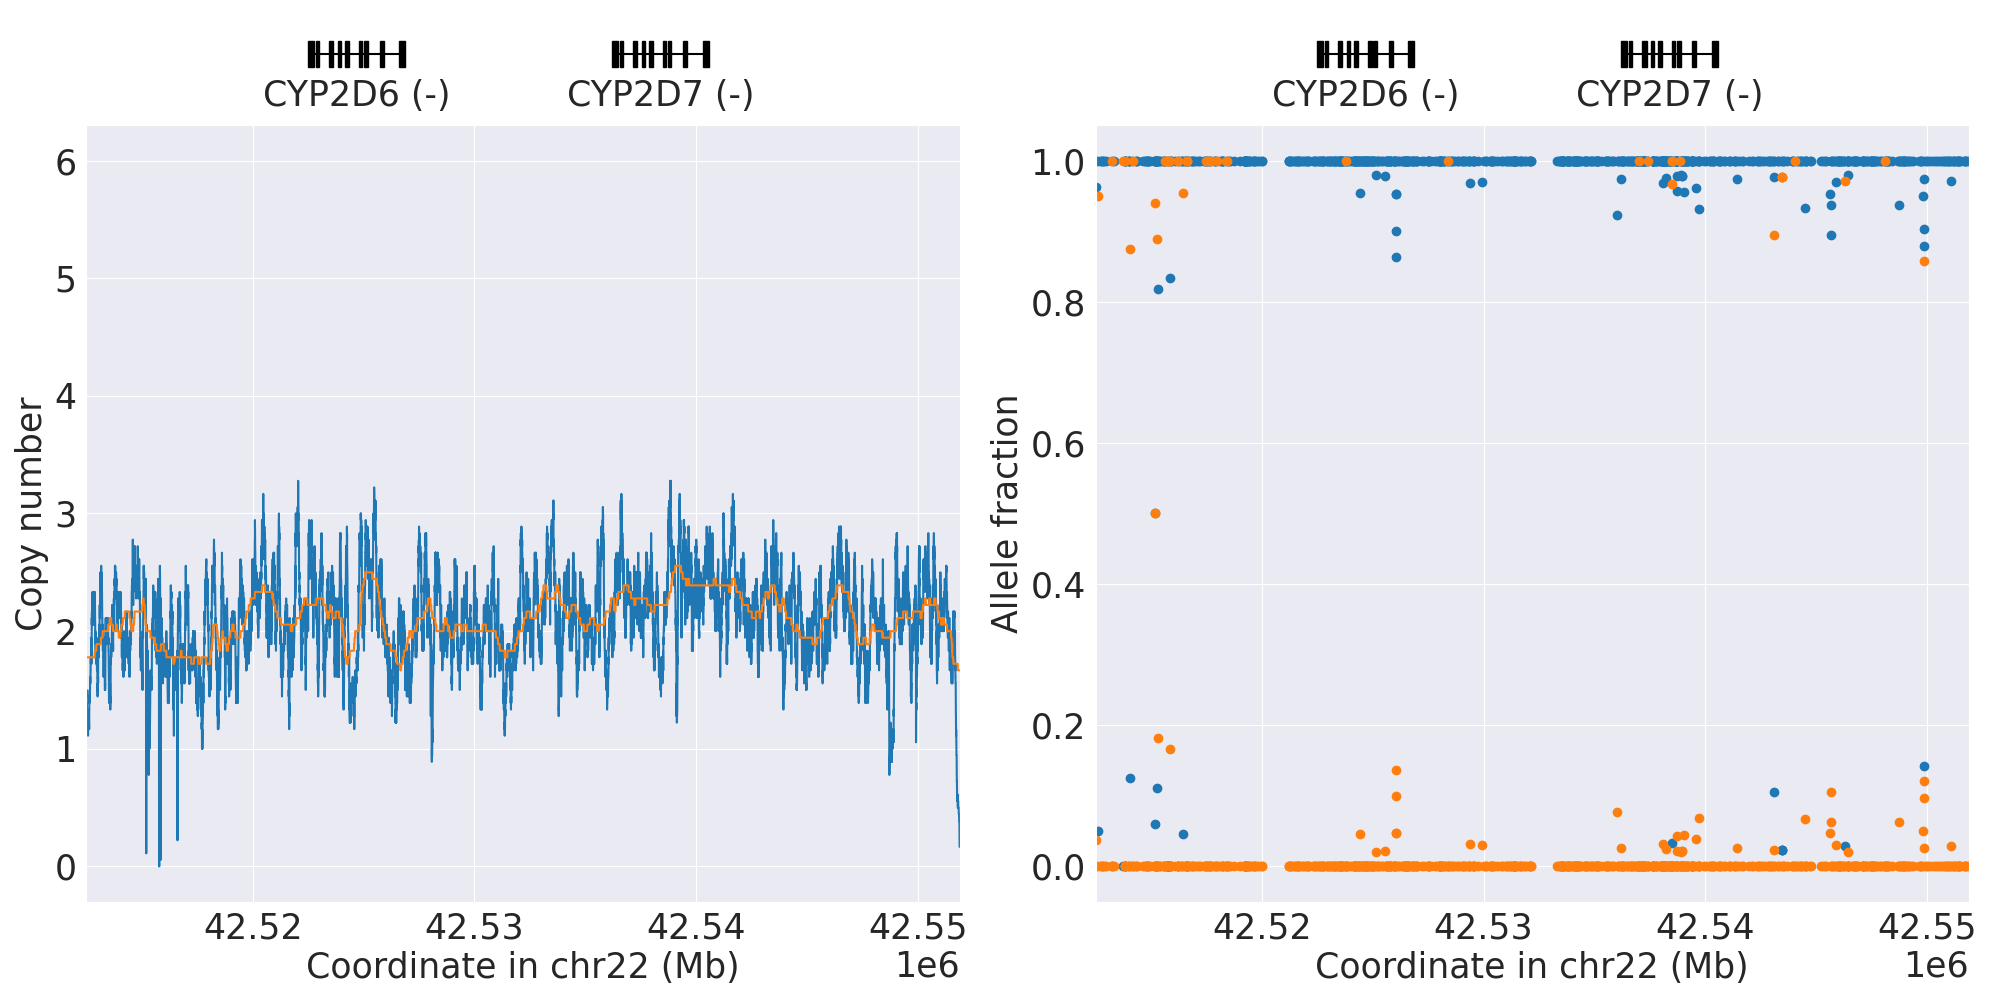 CYP2D6 (-)
CYP2D7 (-)
6
5
4
3
2
1
0
Copy number
42.52
42.53
42.54
42.55
Coordinate in chr22 (Mb)
1e6
CYP2D6 (-)
CYP2D7 (-)
1.0
0.8
0.6
0.4
0.2
0.0
Allele fraction
42.52
42.53
42.54
42.55
Coordinate in chr22 (Mb)
1e6